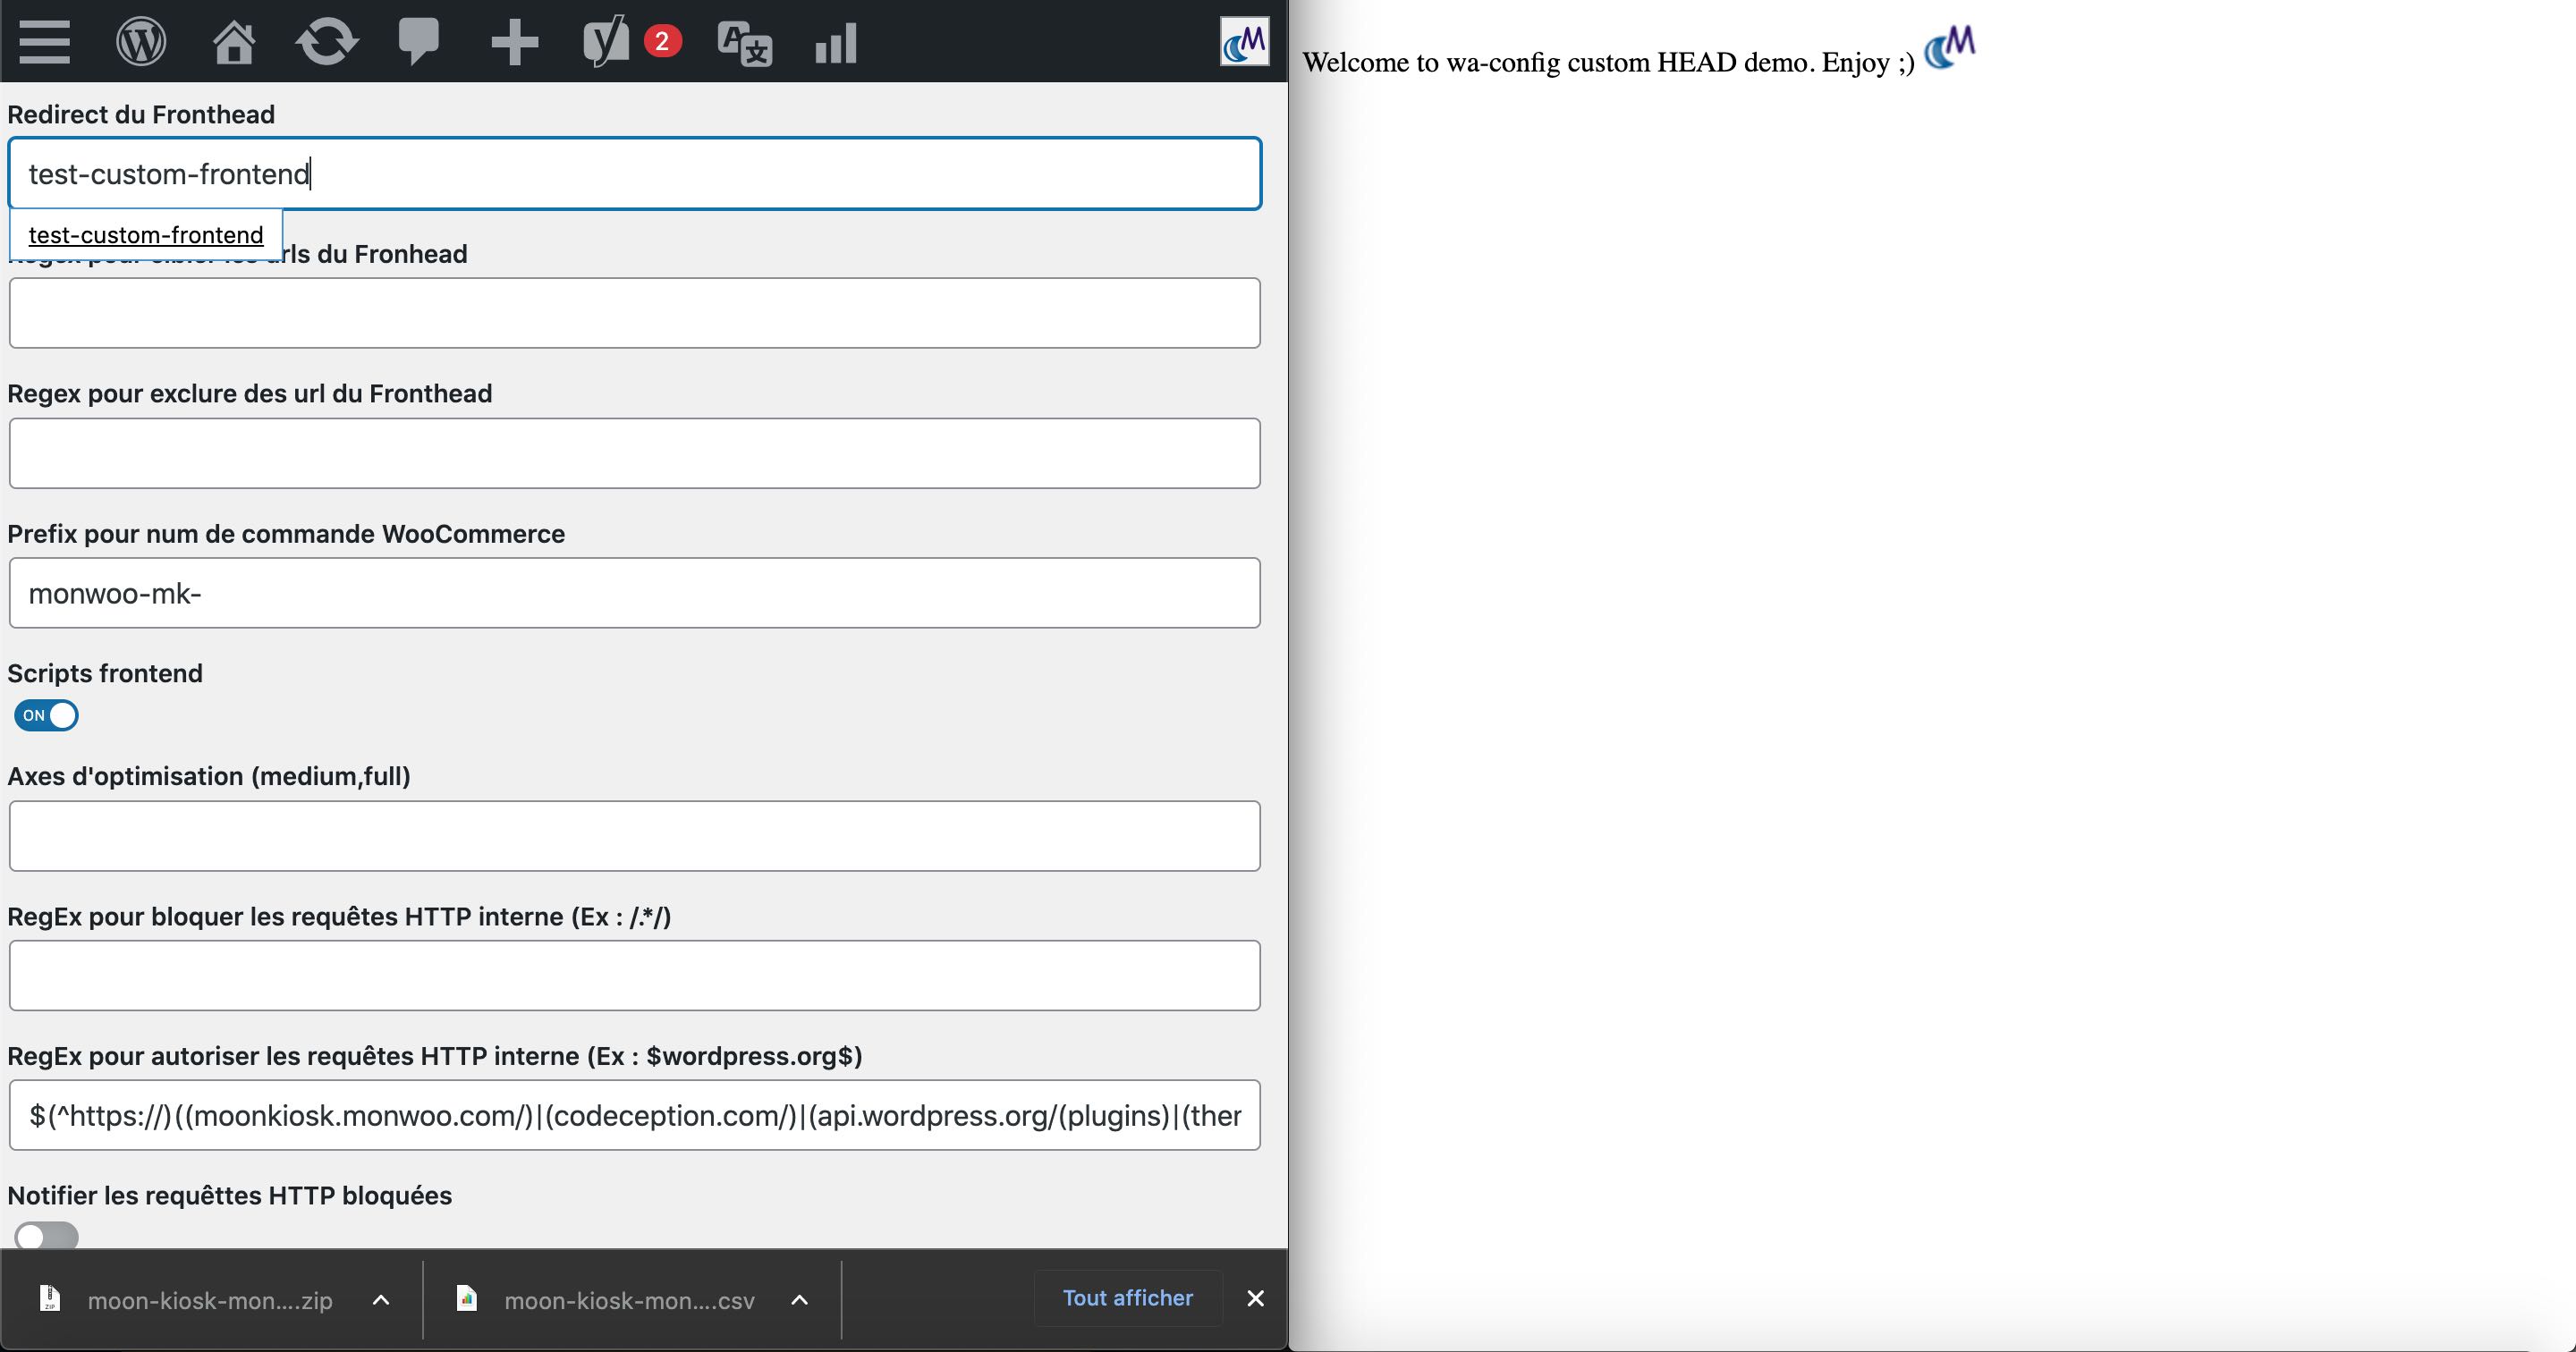 2
Redirect du Fronthead
test-custom-frontend
test-custom-frontend
rls du Fronhead
Regex pour exclure des url du Fronthead
Prefix pour num de commande WooCommerce
monwoo-mk-
Scripts frontend
ON
Axes d'optimisation (medium,full)
RegEx pour bloquer les requêtes HTTP interne (Ex : /.*/)
RegEx pour autoriser les requêtes HTTP interne (Ex : $wordpress.org$)
$(^https://)((moonkiosk.monwoo.com/)|(codeception.com/)|(api.wordpress.org/(plugins)|(ther
Notifier les requêttes HTTP bloquées
moon-kiosk-mon....zip
moon-kiosk-mon....csv
Tout afficher
Welcome to wa-config custom HEAD demo. Enjoy ;)